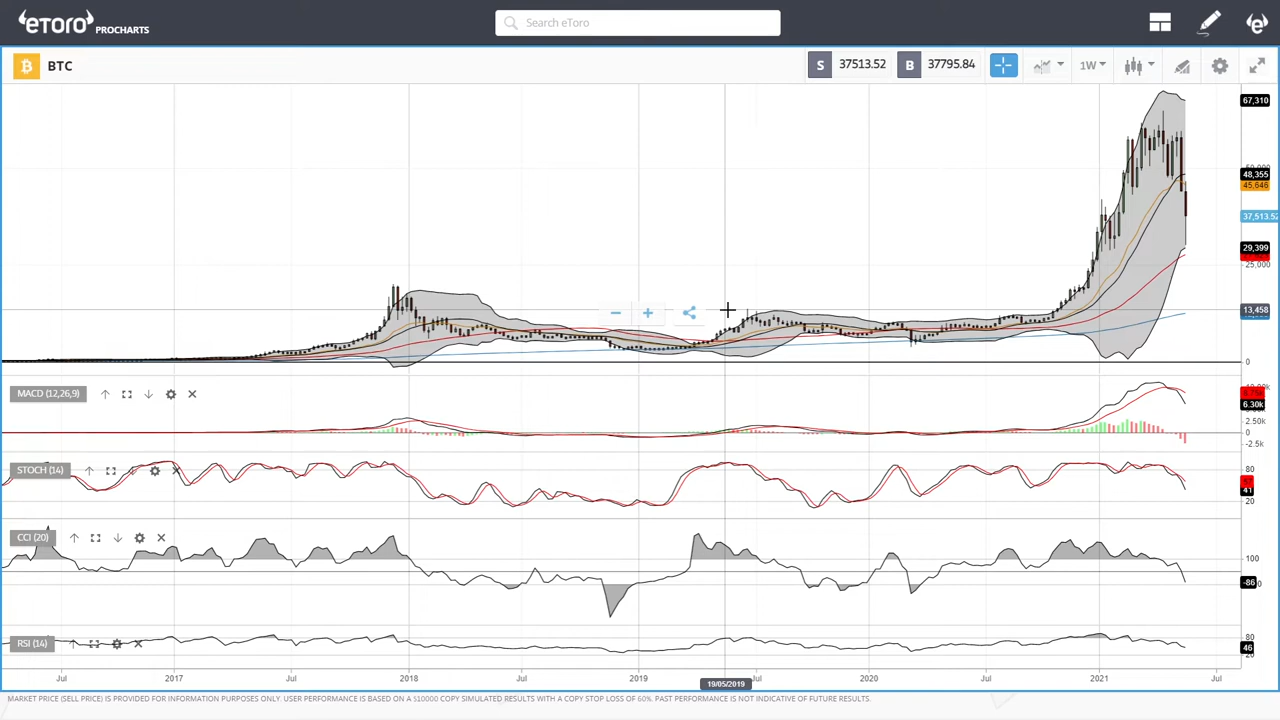 eToro PROCHARTS
Search eToro
BTC
S 37513.52 B 37795.84
1W
67,310
48,355
45,646
37,513.52
29,399
25,000
13,458
0
MACD (12,26,9)
6.30k
2.50k
0
-2.5k
STOCH (14)
80
41
20
CCI (20)
100
-86
RSI (14)
80
46
Jul 2017 Jul 2018 Jul 2019 19/05/2019 Jul 2020 Jul 2021 Jul
MARKET PRICE (SELL PRICE) IS PROVIDED FOR INFORMATION PURPOSES ONLY. USER PERFORMANCE IS BASED ON A $10000 COPY SIMULATED RESULTS WITH A COPY STOP LOSS OF 60%. PAST PERFORMANCE IS NOT INDICATIVE OF FUTURE RESULTS.